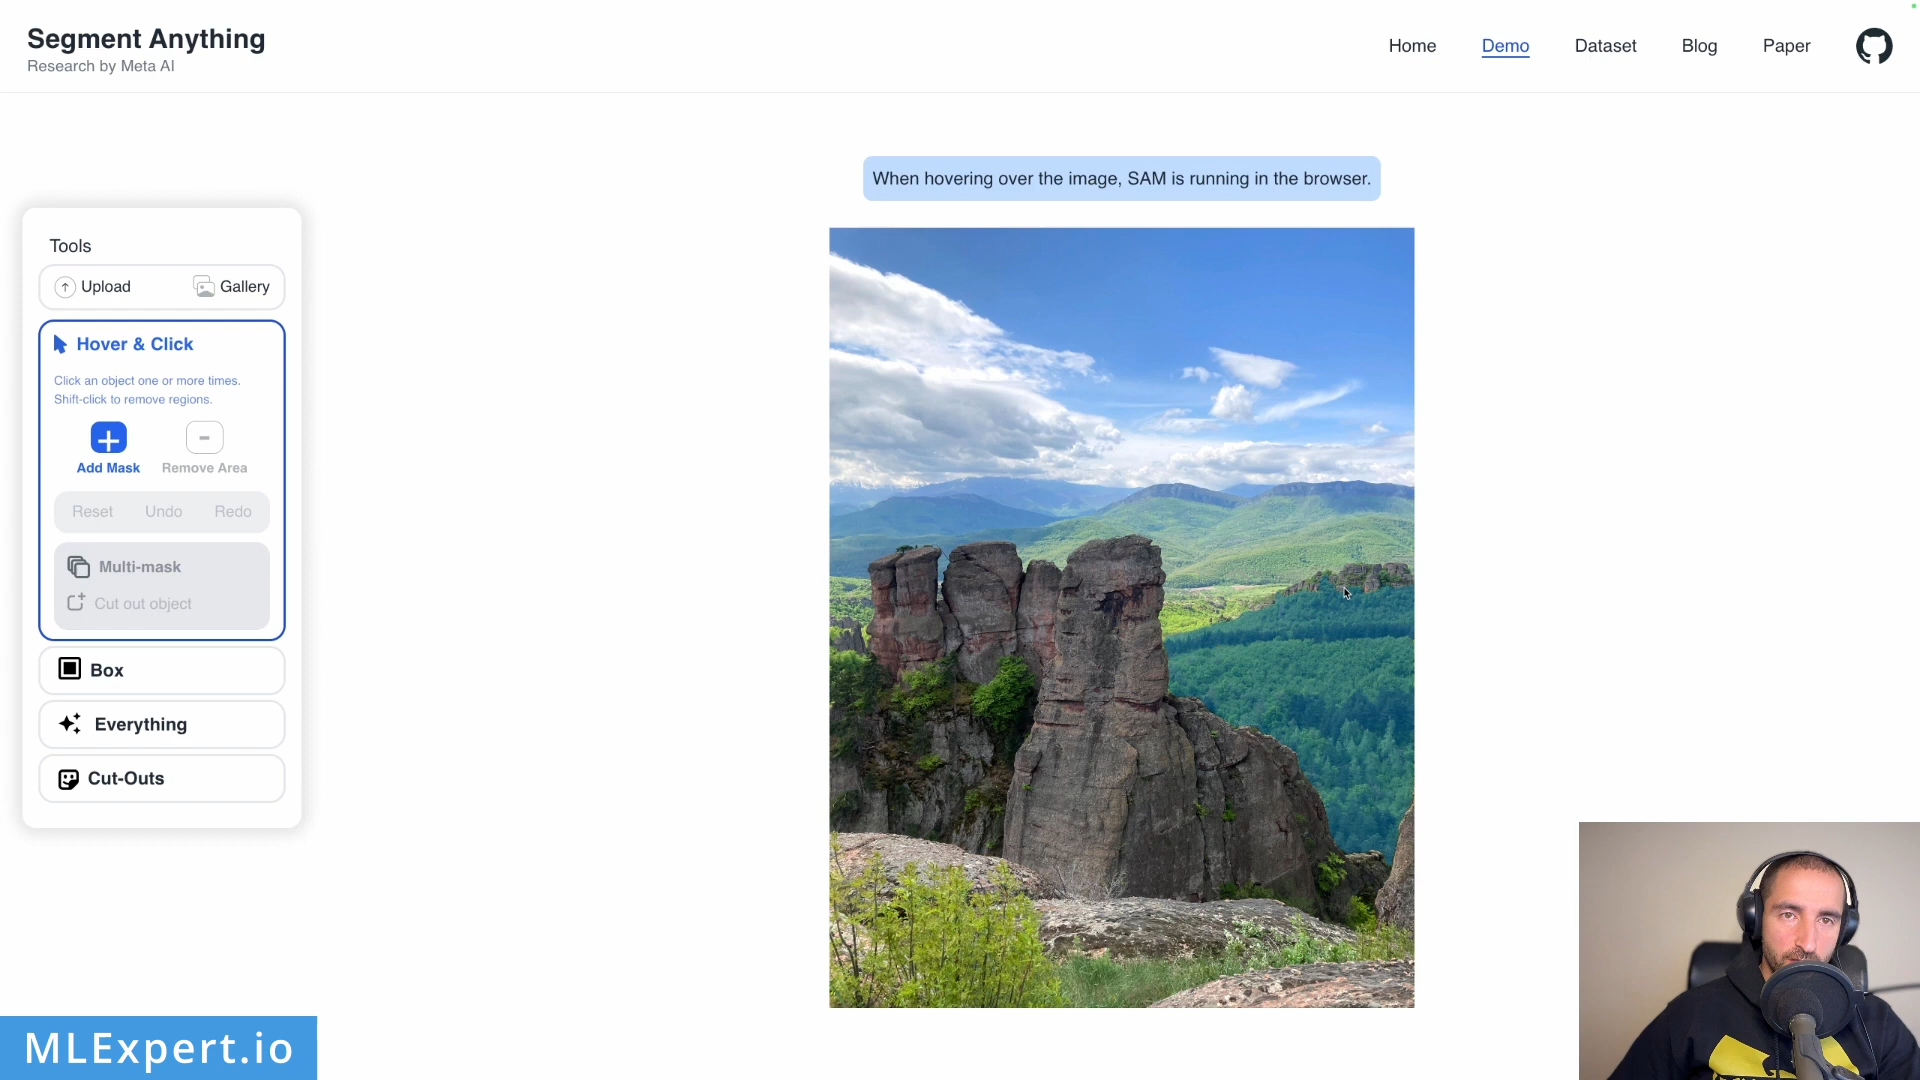 Segment Anything
Research by Meta AI
Home Demo Dataset Blog Paper
When hovering over the image, SAM is running in the browser.
Tools
Upload Gallery
Hover & Click
Click an object one or more times.
Shift-click to remove regions.
Add Mask Remove Area
Reset Undo Redo
Multi-mask
Cut out object
Box
Everything
Cut-Outs
MLExpert.io